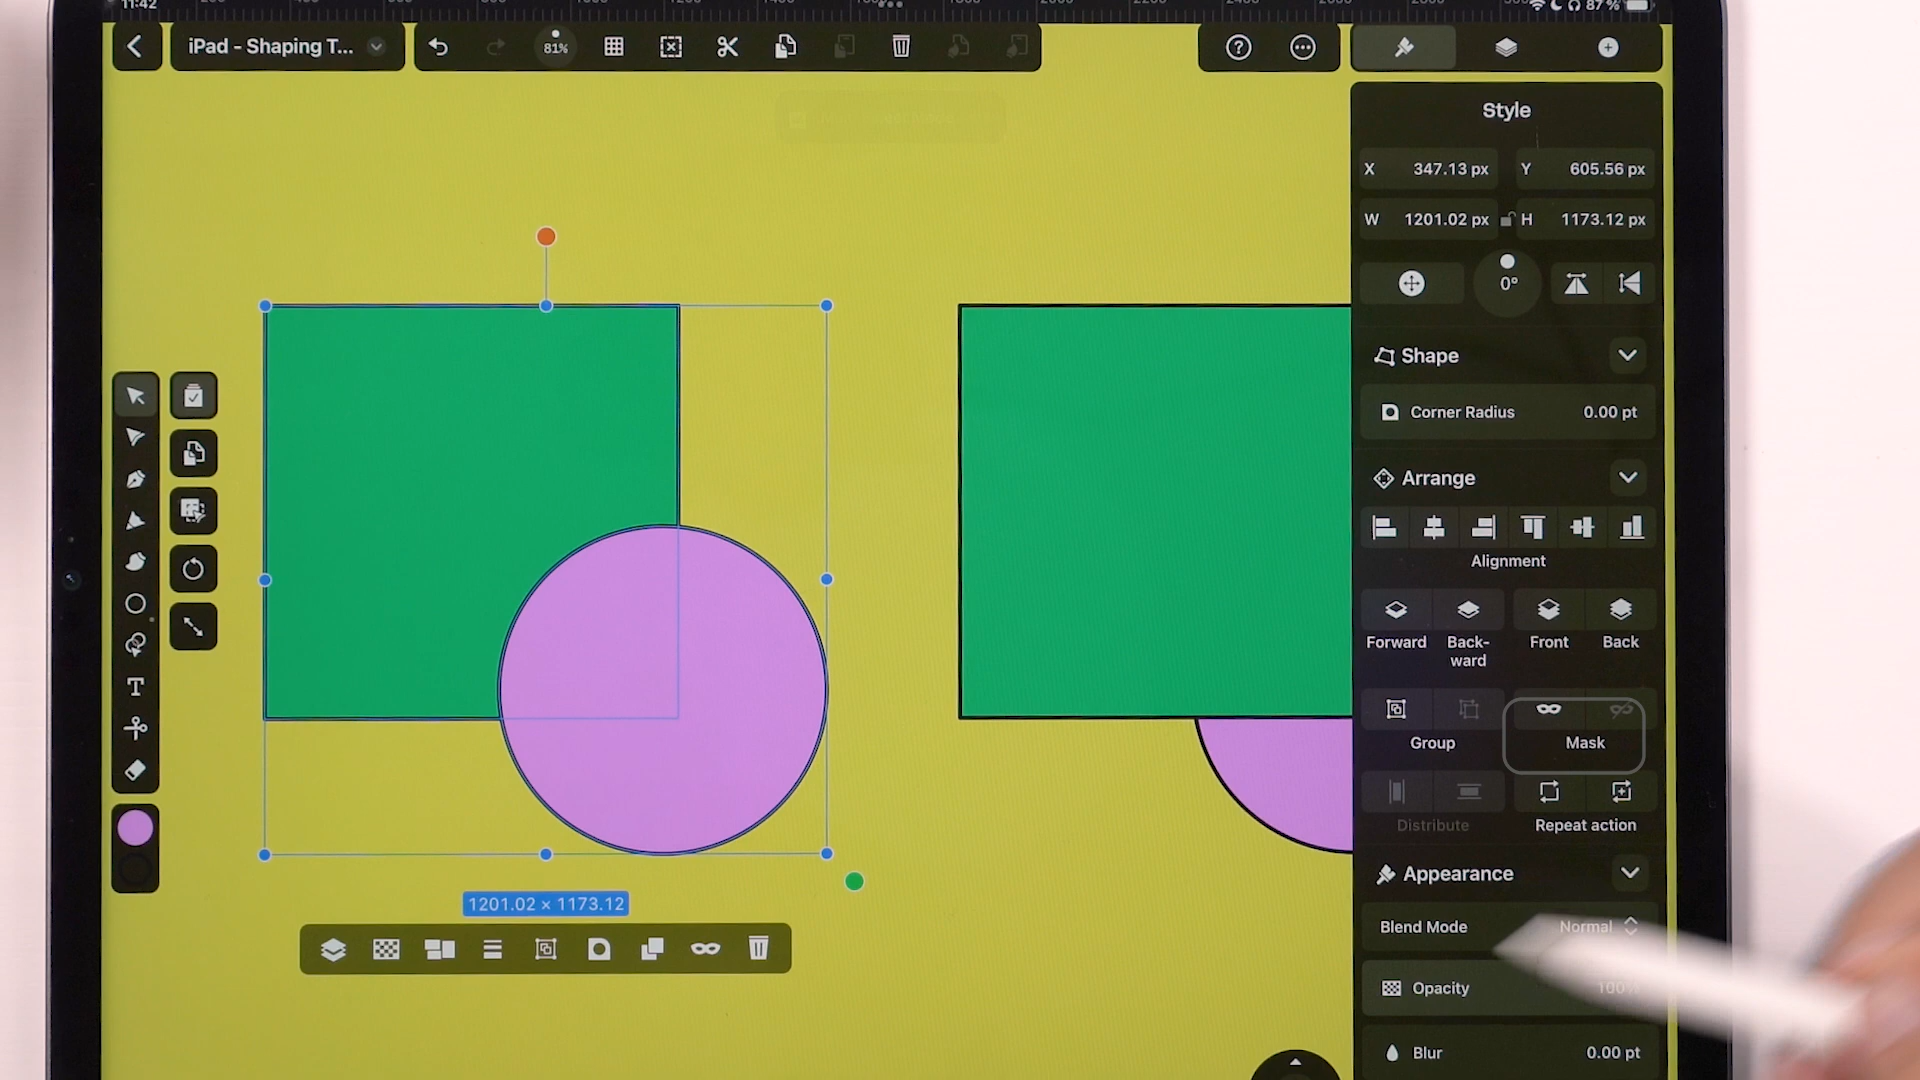 11:42
87 %
iPad - Shaping T...
81%
Style
X 347.13 px Y 605.56 px
W 1201.02 px H 1173.12 px
0°
Shape
Corner Radius 0.00 pt
Arrange
Alignment
Forward Back-
ward Front Back
Group Mask
Distribute Repeat action
Appearance
Blend Mode Normal
Opacity 100%
Blur 0.00 pt
T
1201.02 × 1173.12